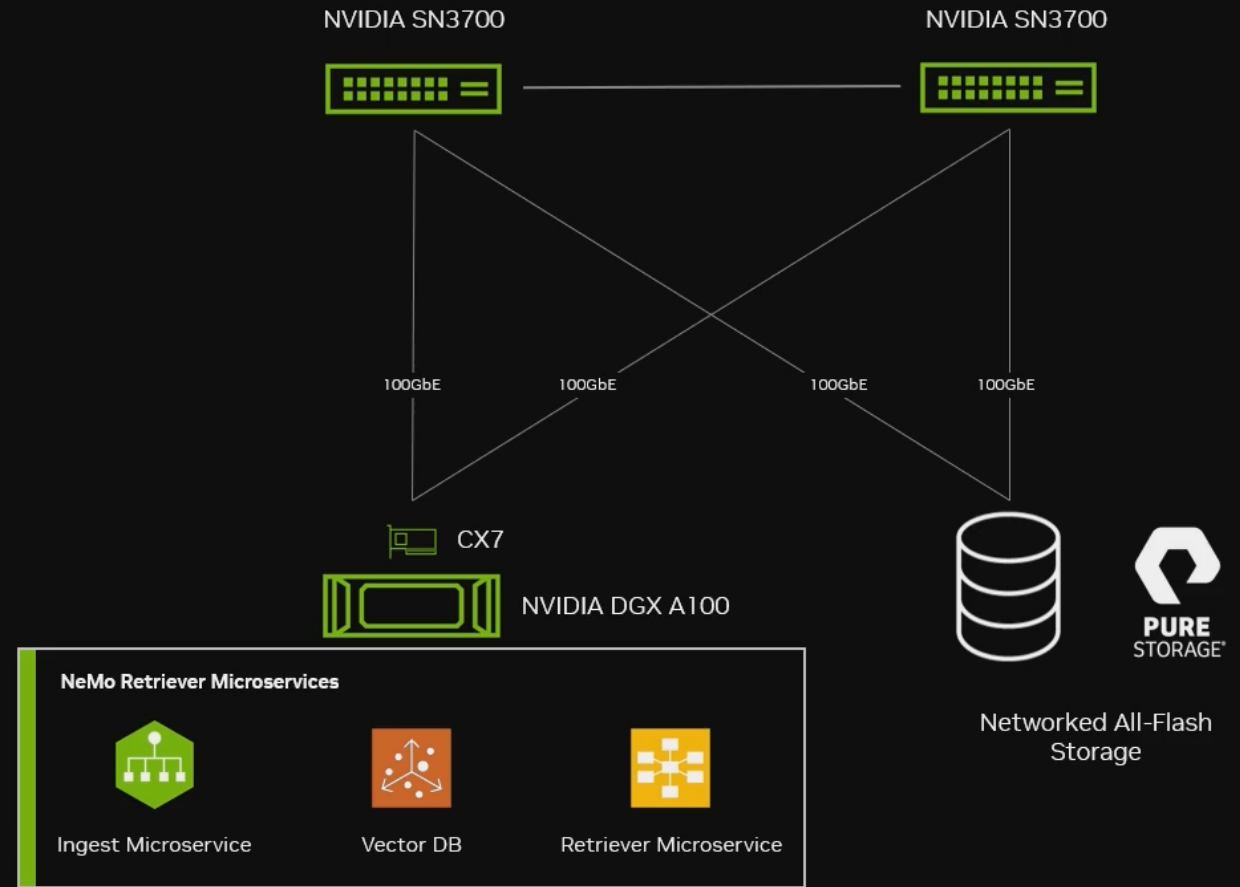 NVIDIA SN3700
NVIDIA SN3700
100GbE
100GbE
100GbE
100GbE
CX7
NVIDIA DGX A100
PURE
STORAGE®
NeMo Retriever Microservices
Networked All-Flash
Storage
Ingest Microservice
Vector DB
Retriever Microservice